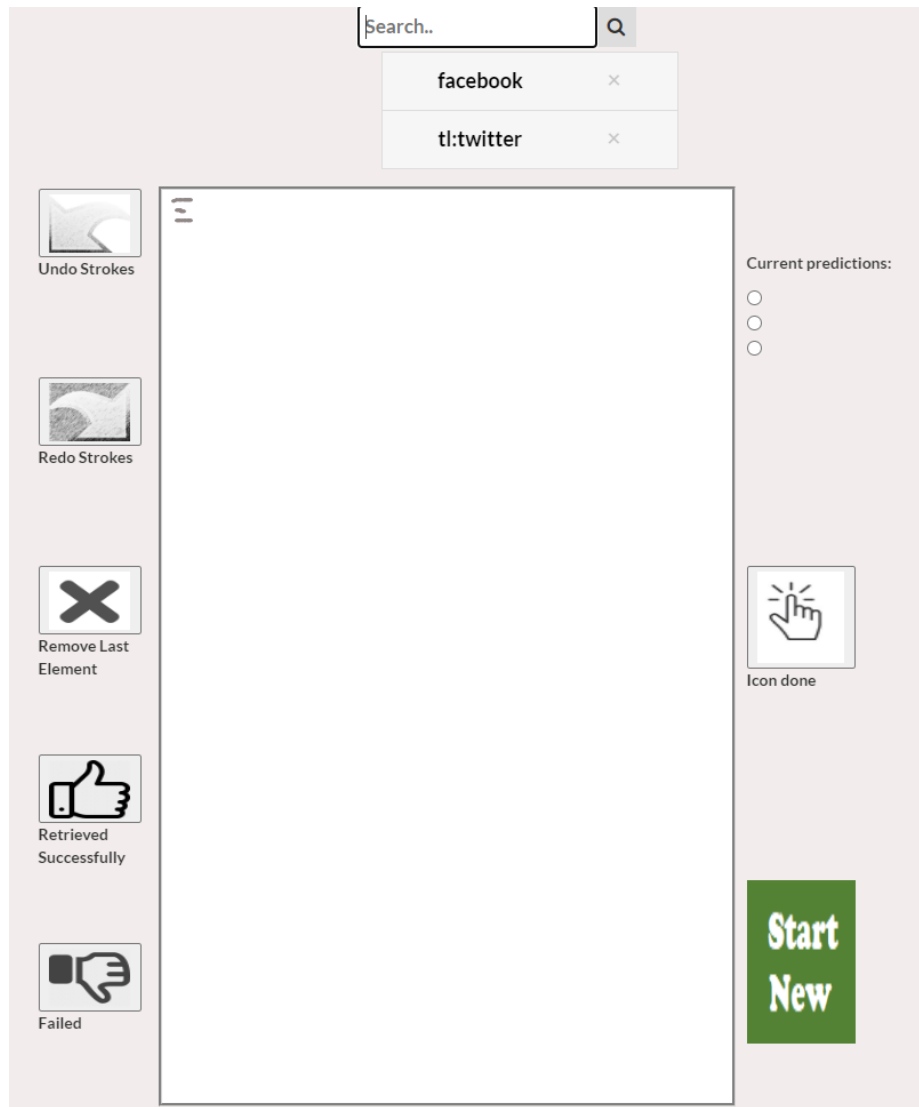 Search..
facebook ×
tl:twitter ×
Undo Strokes
Current predictions:
Redo Strokes
Remove Last
Element
Icon done
Retrieved
Successfully
Start
New
Failed